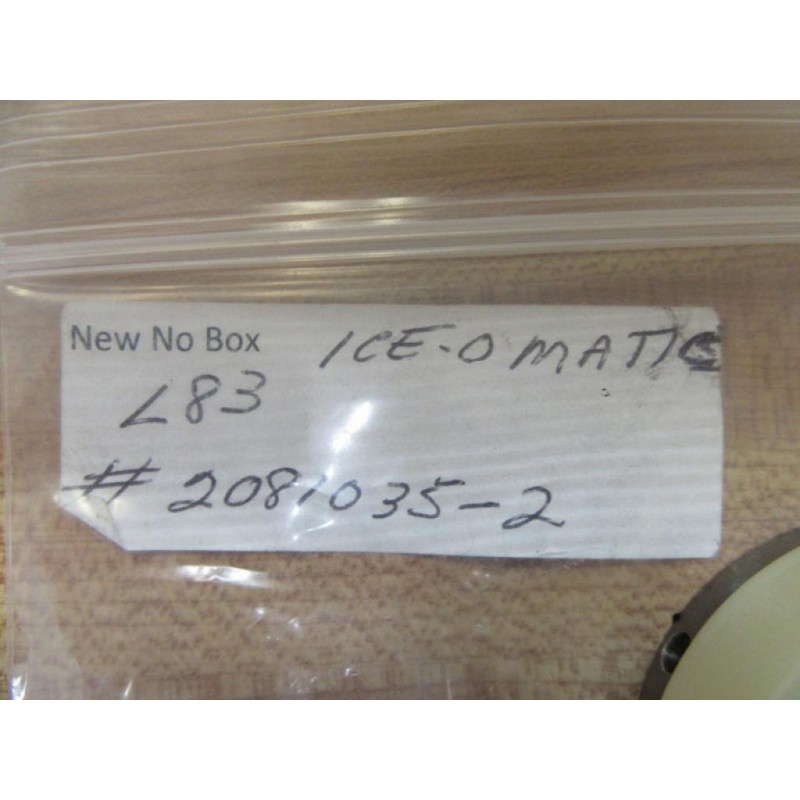 New No Box ICE-O MATIC
L83
# 2081035-2